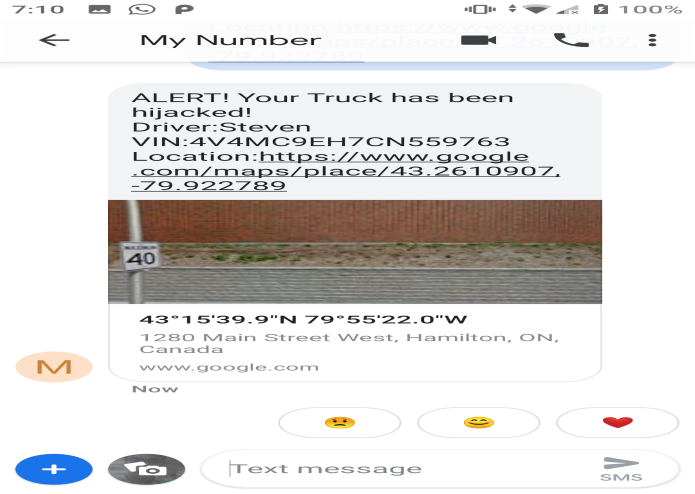 7:10 100%
My Number
ALERT! Your Truck has been
hijacked!
Driver:Steven
VIN:4V4MC9EH7CN559763
Location:https://www.google
.com/maps/place/43.2610907,
-79.922789
MAXIMUM
40
43°15'39.9"N 79°55'22.0"W
1280 Main Street West, Hamilton, ON,
Canada
www.google.com
M
Now
Text message
SMS